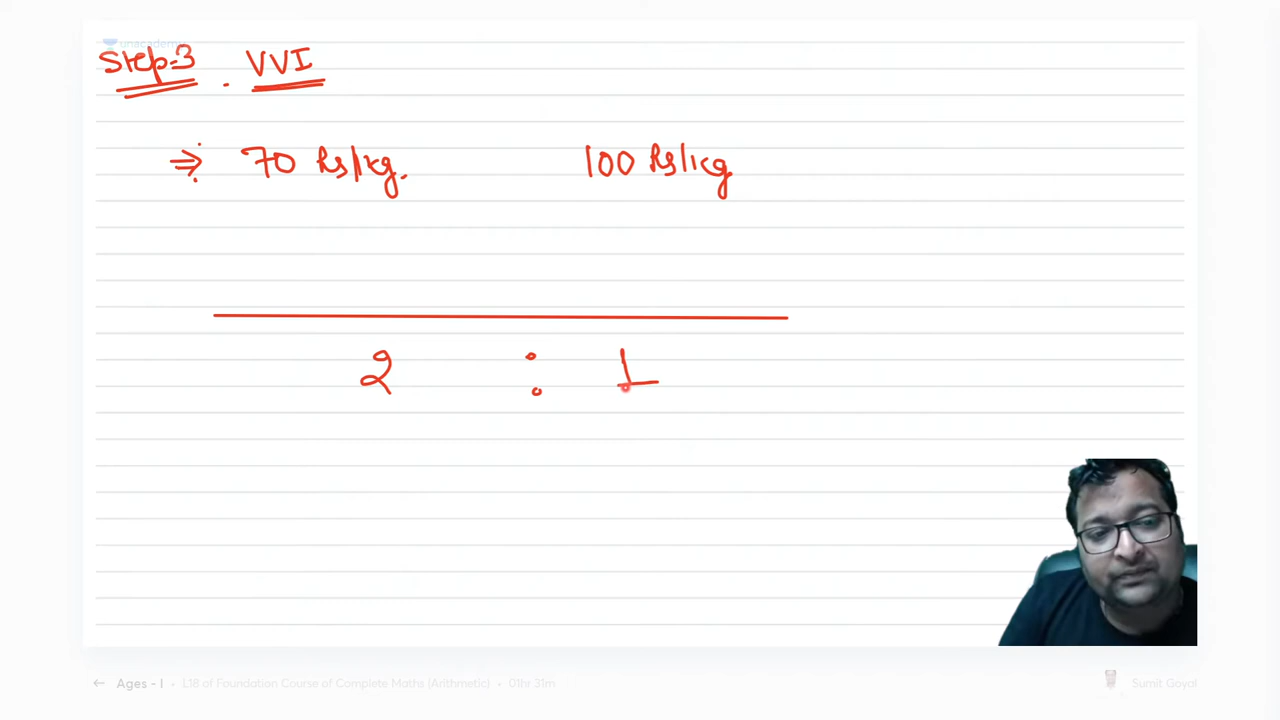 unacademy
Step-3 . VVI
⇒ 70 Rs/kg. 100 Rs/kg
2 : 1
← Ages - I • L18 of Foundation Course of Complete Maths (Arithmetic) • 01hr 31m Sumit Goyal